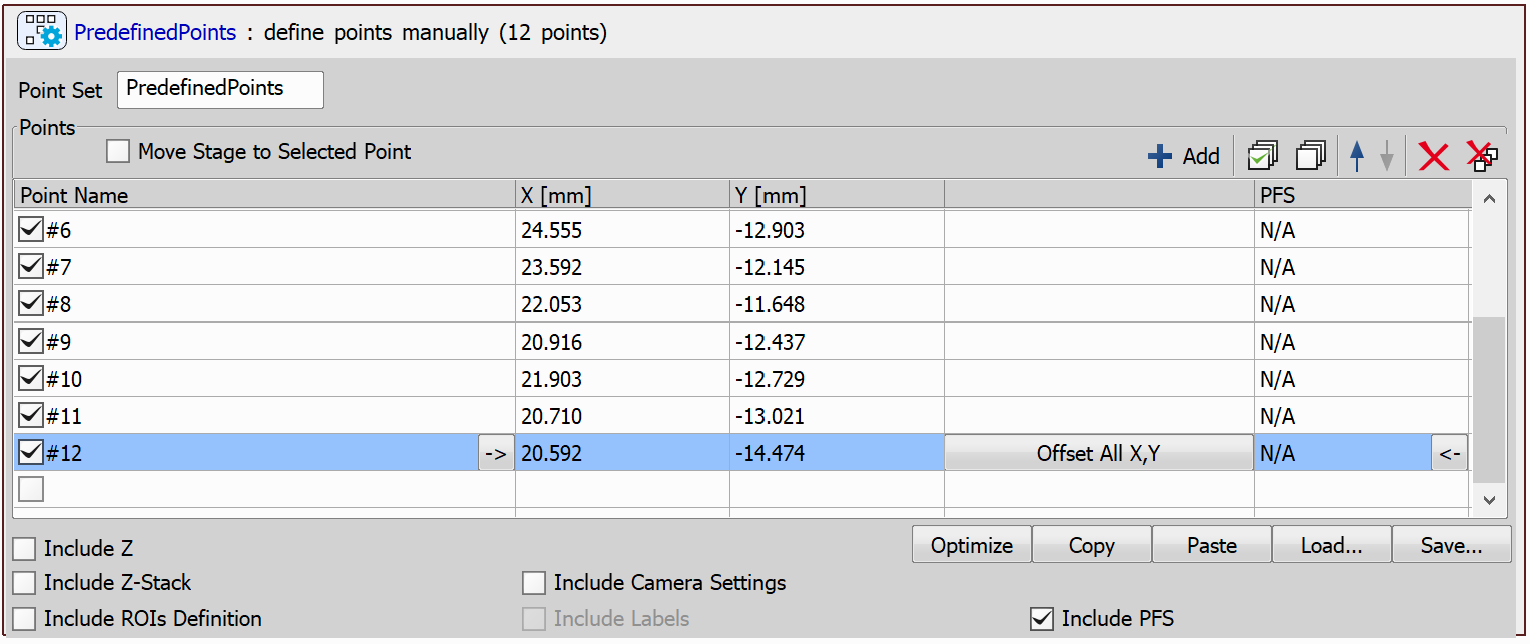 PredefinedPoints : define points manually (12 points)
Point Set PredefinedPoints
Points
Move Stage to Selected Point Add
Point Name X [mm] Y [mm] PFS
#6 24.555 -12.903 N/A
#7 23.592 -12.145 N/A
#8 22.053 -11.648 N/A
#9 20.916 -12.437 N/A
#10 21.903 -12.729 N/A
#11 20.710 -13.021 N/A
#12 -> 20.592 -14.474 Offset All X,Y N/A <-
Optimize Copy Paste Load... Save...
Include Z
Include Z-Stack Include Camera Settings
Include ROIs Definition Include Labels Include PFS